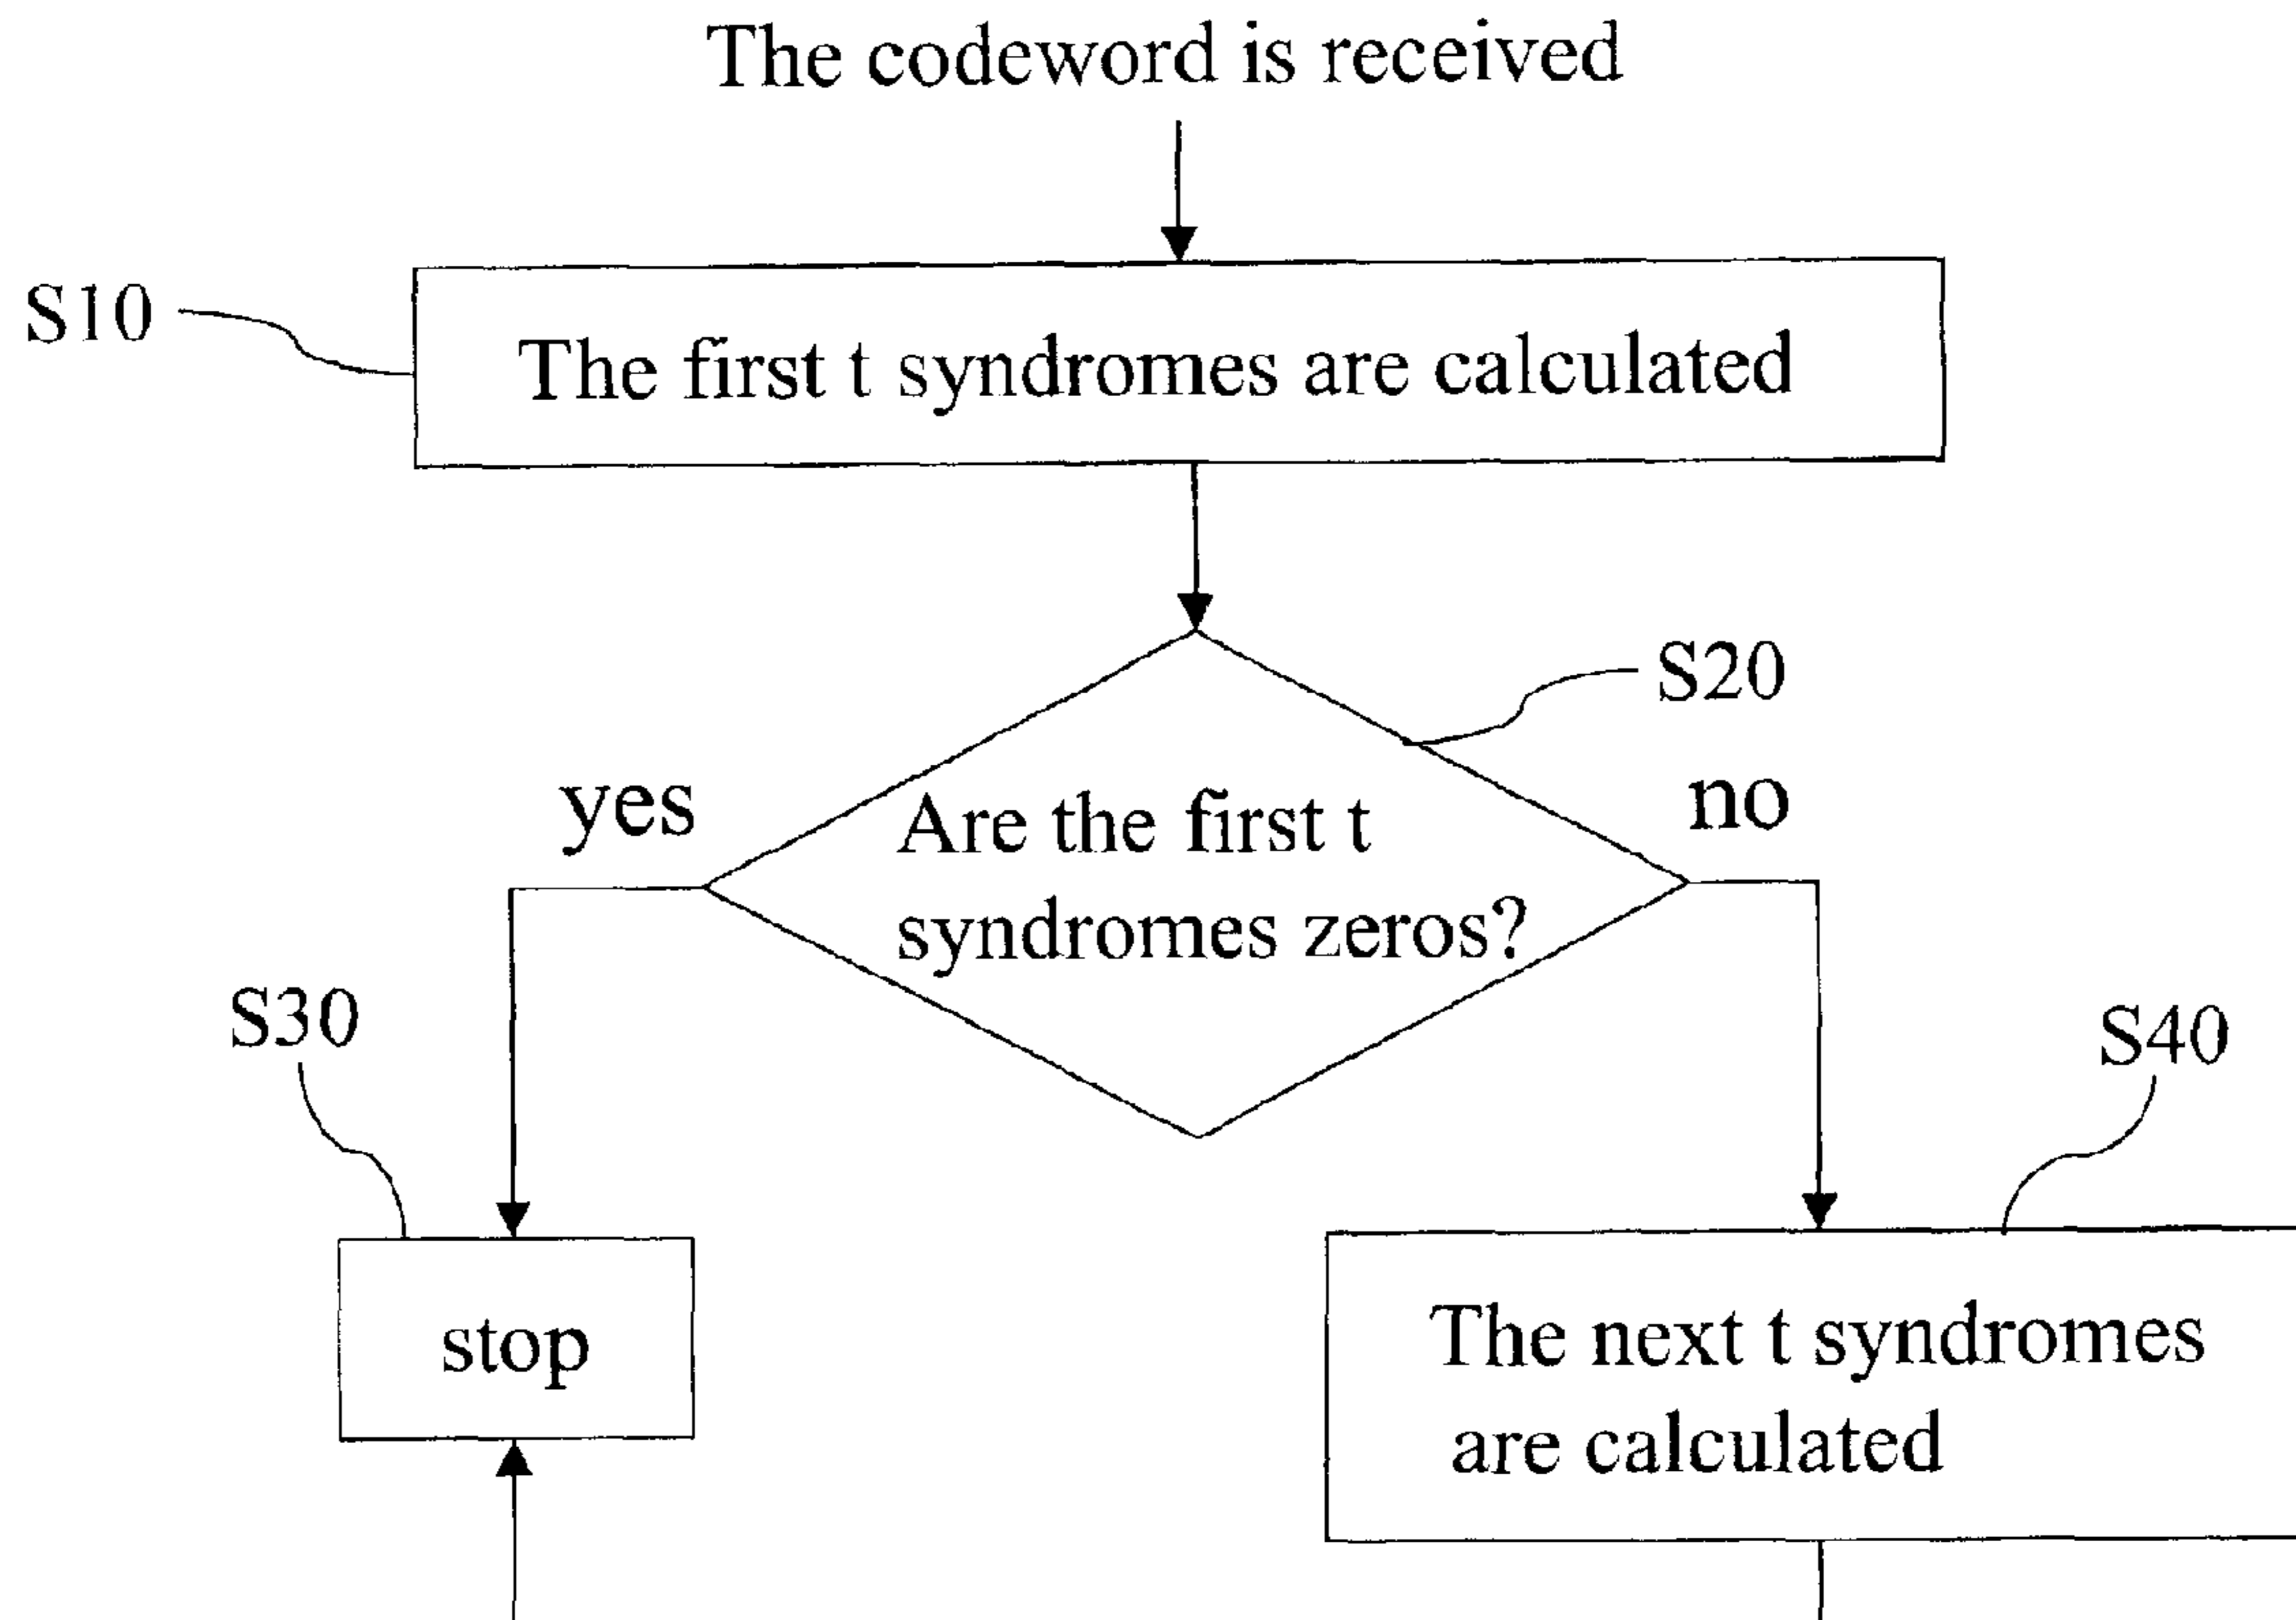 The codeword is received
S10
The first t syndromes are calculated
S20
yes
no
Are the first t
syndromes zeros?
S30
S40
stop
The next t syndromes
are calculated